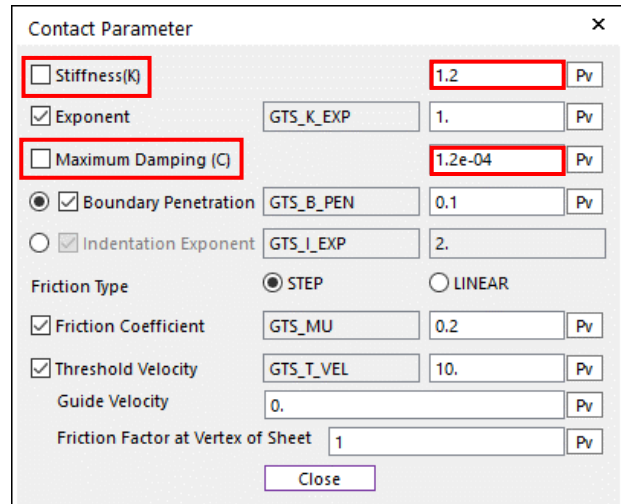 Contact Parameter ×
Stiffness(K) 1.2 Pv
Exponent GTS_K_EXP 1. Pv
Maximum Damping (C) 1.2e-04 Pv
Boundary Penetration GTS_B_PEN 0.1 Pv
Indentation Exponent GTS_I_EXP 2.
Friction Type STEP LINEAR
Friction Coefficient GTS_MU 0.2 Pv
Threshold Velocity GTS_T_VEL 10. Pv
Guide Velocity 0. Pv
Friction Factor at Vertex of Sheet 1 Pv
Close